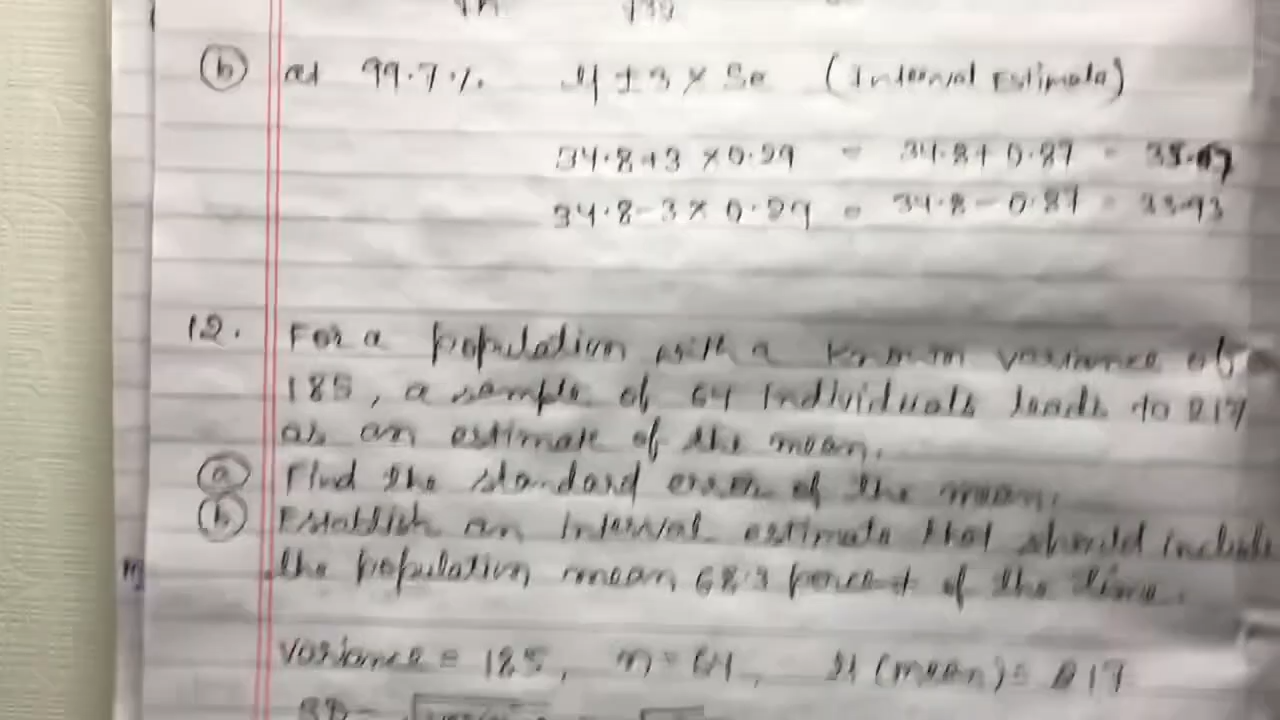 (b) at 99.7% x̄ ± 3 × Se (Interval Estimate)
34.8+3 × 0.29 = 34.8+ 0.87 = 35.67
34.8-3 × 0.29 = 34.8 - 0.87 = 33.93
12. For a population with a known variance of
185, a sample of 64 individuals leads to 217
as an estimate of the mean.
(a) Find the standard error of the mean.
(b) Establish an interval estimate that should include
the population mean 68.3 percent of the time.
Variance = 185, n = 64, x̄ (mean) = 217
SD =